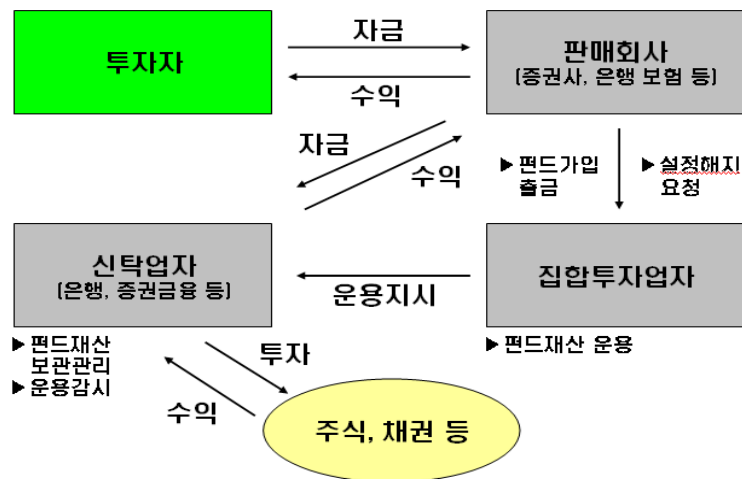 투자자
자금
수익
판매회사
(증권사, 은행 보험 등)
자금
수익
▶ 펀드가입
출금
▶ 설정해지
요청
신탁업자
(은행, 증권금융 등)
운용지시
집합투자업자
▶ 펀드재산
보관관리
▶ 운용감시
▶ 펀드재산 운용
투자
수익
주식, 채권 등